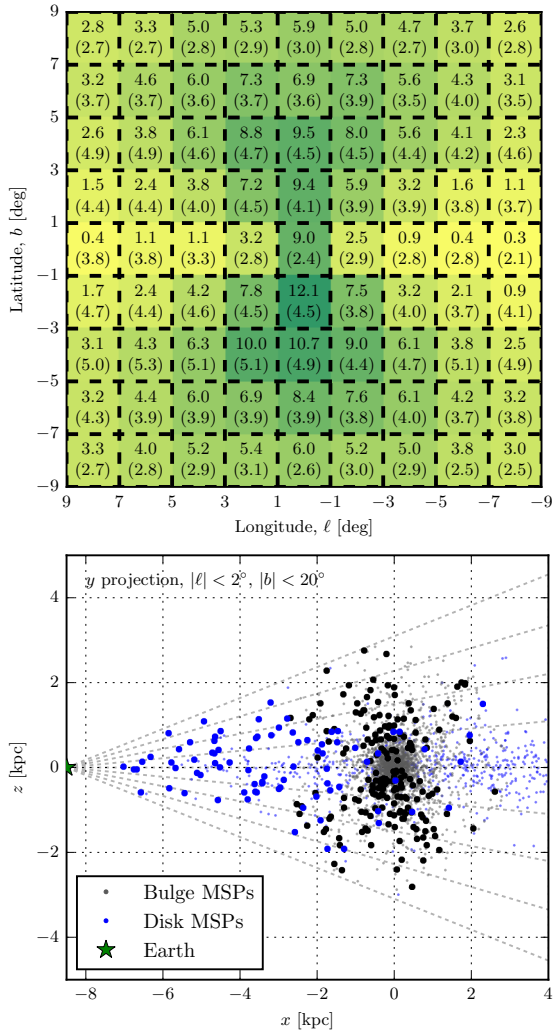 9
2.8 3.3 5.0 5.3 5.9 5.0 4.7 3.7 2.6
(2.7) (2.7) (2.8) (2.9) (3.0) (2.8) (2.7) (3.0) (2.8)
7
3.2 4.6 6.0 7.3 6.9 7.3 5.6 4.3 3.1
(3.7) (3.7) (3.6) (3.7) (3.6) (3.9) (3.5) (4.0) (3.5)
5
2.6 3.8 6.1 8.8 9.5 8.0 5.6 4.1 2.3
(4.9) (4.9) (4.6) (4.7) (4.5) (4.5) (4.4) (4.2) (4.6)
3
1.5 2.4 3.8 7.2 9.4 5.9 3.2 1.6 1.1
(4.4) (4.4) (4.0) (4.5) (4.1) (3.9) (3.9) (3.8) (3.7)
1
0.4 1.1 1.1 3.2 9.0 2.5 0.9 0.4 0.3
(3.8) (3.8) (3.3) (2.8) (2.4) (2.9) (2.8) (2.8) (2.1)
−1
1.7 2.4 4.2 7.8 12.1 7.5 3.2 2.1 0.9
(4.7) (4.4) (4.6) (4.5) (4.5) (3.8) (4.0) (3.7) (4.1)
−3
3.1 4.3 6.3 10.0 10.7 9.0 6.1 3.8 2.5
(5.0) (5.3) (5.1) (5.1) (4.9) (4.4) (4.7) (5.1) (4.9)
−5
3.2 4.4 6.0 6.9 8.4 7.6 6.1 4.2 3.2
(4.3) (3.9) (3.9) (3.9) (3.9) (3.8) (4.0) (3.7) (3.8)
−7
3.3 4.0 5.2 5.4 6.0 5.2 5.0 3.8 3.0
(2.7) (2.8) (2.9) (3.1) (2.6) (3.0) (2.9) (2.5) (2.5)
−9
9 7 5 3 1 −1 −3 −5 −7 −9
Latitude, b [deg]
Longitude, ℓ [deg]
y projection, |ℓ| < 2°, |b| < 20°
4
2
0
−2
−4
z [kpc]
Bulge MSPs
Disk MSPs
Earth
−8 −6 −4 −2 0 2 4
x [kpc]